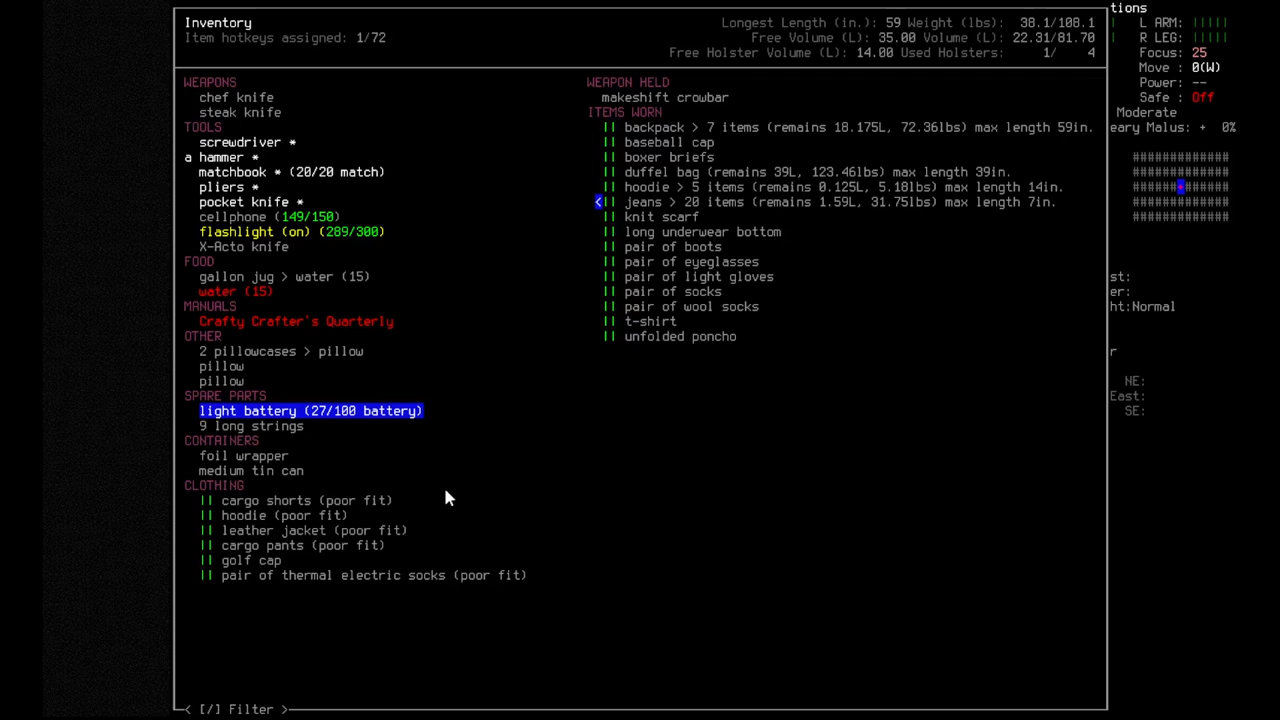 Inventory
Item hotkeys assigned: 1/72
Longest Length (in.): 59 Weight (lbs): 38.1/108.1
Free Volume (L): 35.00 Volume (L): 22.31/81.70
Free Holster Volume (L): 14.00 Used Holsters: 1/ 4
WEAPONS
chef knife
steak knife
TOOLS
screwdriver *
a hammer *
matchbook * (20/20 match)
pliers *
pocket knife *
cellphone (149/150)
flashlight (on) (289/300)
X-Acto knife
FOOD
gallon jug > water (15)
water (15)
MANUALS
Crafty Crafter's Quarterly
OTHER
2 pillowcases > pillow
pillow
pillow
SPARE PARTS
light battery (27/100 battery)
9 long strings
CONTAINERS
foil wrapper
medium tin can
CLOTHING
|| cargo shorts (poor fit)
|| hoodie (poor fit)
|| leather jacket (poor fit)
|| cargo pants (poor fit)
|| golf cap
|| pair of thermal electric socks (poor fit)
WEAPON HELD
makeshift crowbar
ITEMS WORN
|| backpack > 7 items (remains 18.175L, 72.36lbs) max length 59in.
|| baseball cap
|| boxer briefs
|| duffel bag (remains 39L, 123.46lbs) max length 39in.
|| hoodie > 5 items (remains 0.125L, 5.18lbs) max length 14in.
<|| jeans > 20 items (remains 1.59L, 31.75lbs) max length 7in.
|| knit scarf
|| long underwear bottom
|| pair of boots
|| pair of eyeglasses
|| pair of light gloves
|| pair of socks
|| pair of wool socks
|| t-shirt
|| unfolded poncho
< [/] Filter >
tions
L ARM: |||||
R LEG: |||||
Focus: 25
Move : 0(W)
Power: --
Safe : Off
Moderate
eary Malus: + 0%
#############
#############
######*######
#############
#############
st:
er:
ht:Normal
r
NE:
East:
SE: